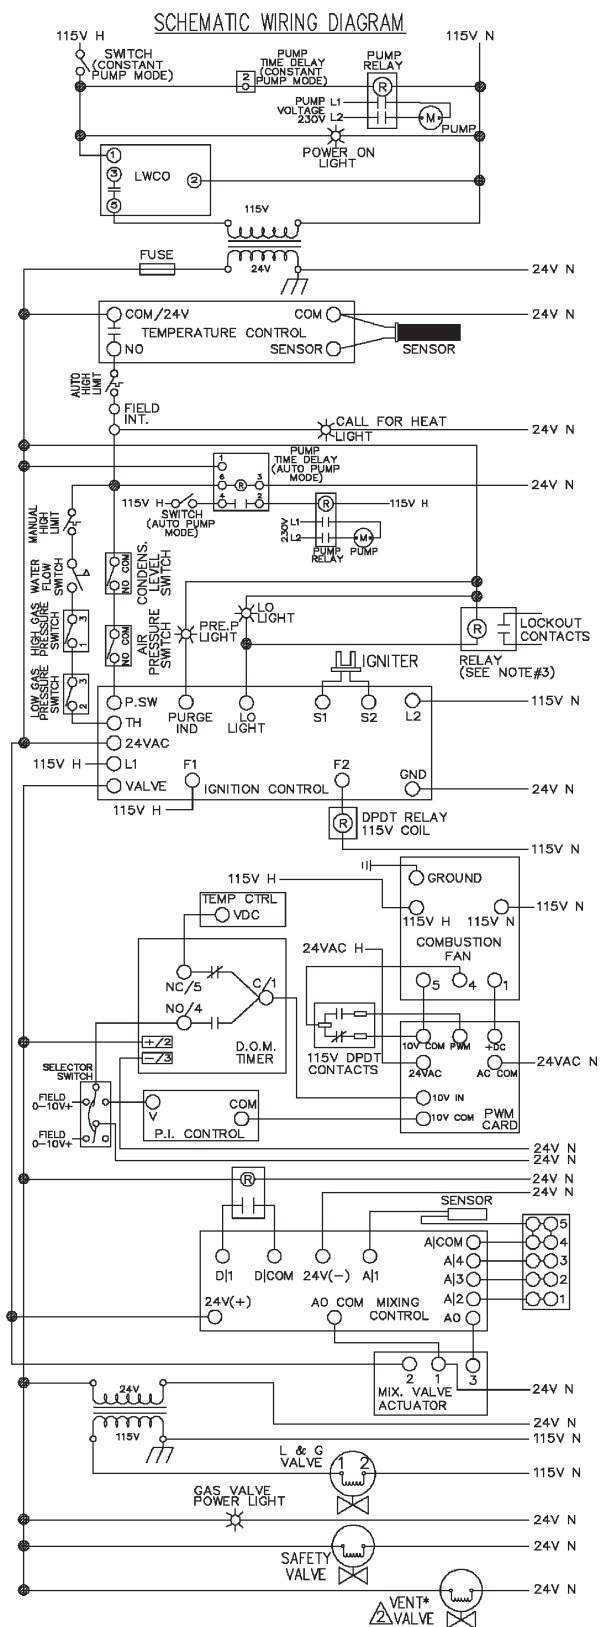 SCHEMATIC WIRING DIAGRAM
115V H
115V N
SWITCH
(CONSTANT
PUMP MODE)
PUMP
TIME DELAY
(CONSTANT
PUMP MODE)
2
PUMP
RELAY
R
PUMP L1
VOLTAGE
230V L2
M
PUMP
POWER ON
LIGHT
1
3
5
LWCO
2
115V
24V
FUSE
24V N
COM/24V
COM
24V N
TEMPERATURE CONTROL
NO
SENSOR
SENSOR
AUTO
HIGH
LIMIT
FIELD
INT.
CALL FOR HEAT
LIGHT
24V N
PUMP
TIME DELAY
(AUTO PUMP
MODE)
1
6
R
3
4
2
24V N
115V H
SWITCH
(AUTO PUMP
MODE)
R
115V H
230V
L1
L2
M
PUMP
RELAY
PUMP
MANUAL
HIGH
LIMIT
WATER
FLOW
SWITCH
HIGH GAS
PRESSURE
SWITCH
3
1
LOW GAS
PRESSURE
SWITCH
3
2
NO COM
CONDENS.
LEVEL
SWITCH
NO COM
AIR
PRESSURE
SWITCH
PRE.P
LIGHT
LO
LIGHT
R
LOCKOUT
CONTACTS
RELAY
(SEE NOTE#3)
IGNITER
P.SW
PURGE
IND
LO
LIGHT
S1
S2
L2
115V N
TH
24VAC
115V H
L1
F1
F2
GND
VALVE
IGNITION CONTROL
24V N
115V H
R
DPDT RELAY
115V COIL
115V N
GROUND
115V H
TEMP CTRL
VDC
115V H
115V N
115V N
COMBUSTION
FAN
24VAC H
5
4
1
NC/5
C/1
NO/4
D.O.M.
TIMER
+/2
-/3
115V DPDT
CONTACTS
10V COM
PWM
+DC
24VAC
AC COM
24VAC N
10V IN
10V COM
PWM
CARD
SELECTOR
SWITCH
FIELD
0-10V+
FIELD
0-10V+
V
COM
P.I. CONTROL
24V N
24V N
R
24V N
24V N
SENSOR
D|1
D|COM
24V(-)
A|1
A|COM
A|4
A|3
A|2
AO
5
4
3
2
1
24V(+)
AO COM
MIXING
CONTROL
2
1
3
MIX. VALVE
ACTUATOR
24V N
24V
115V
24V N
115V N
L & G
VALVE
1 2
115V N
GAS VALVE
POWER LIGHT
24V N
SAFETY
VALVE
24V N
2
VENT*
VALVE
24V N